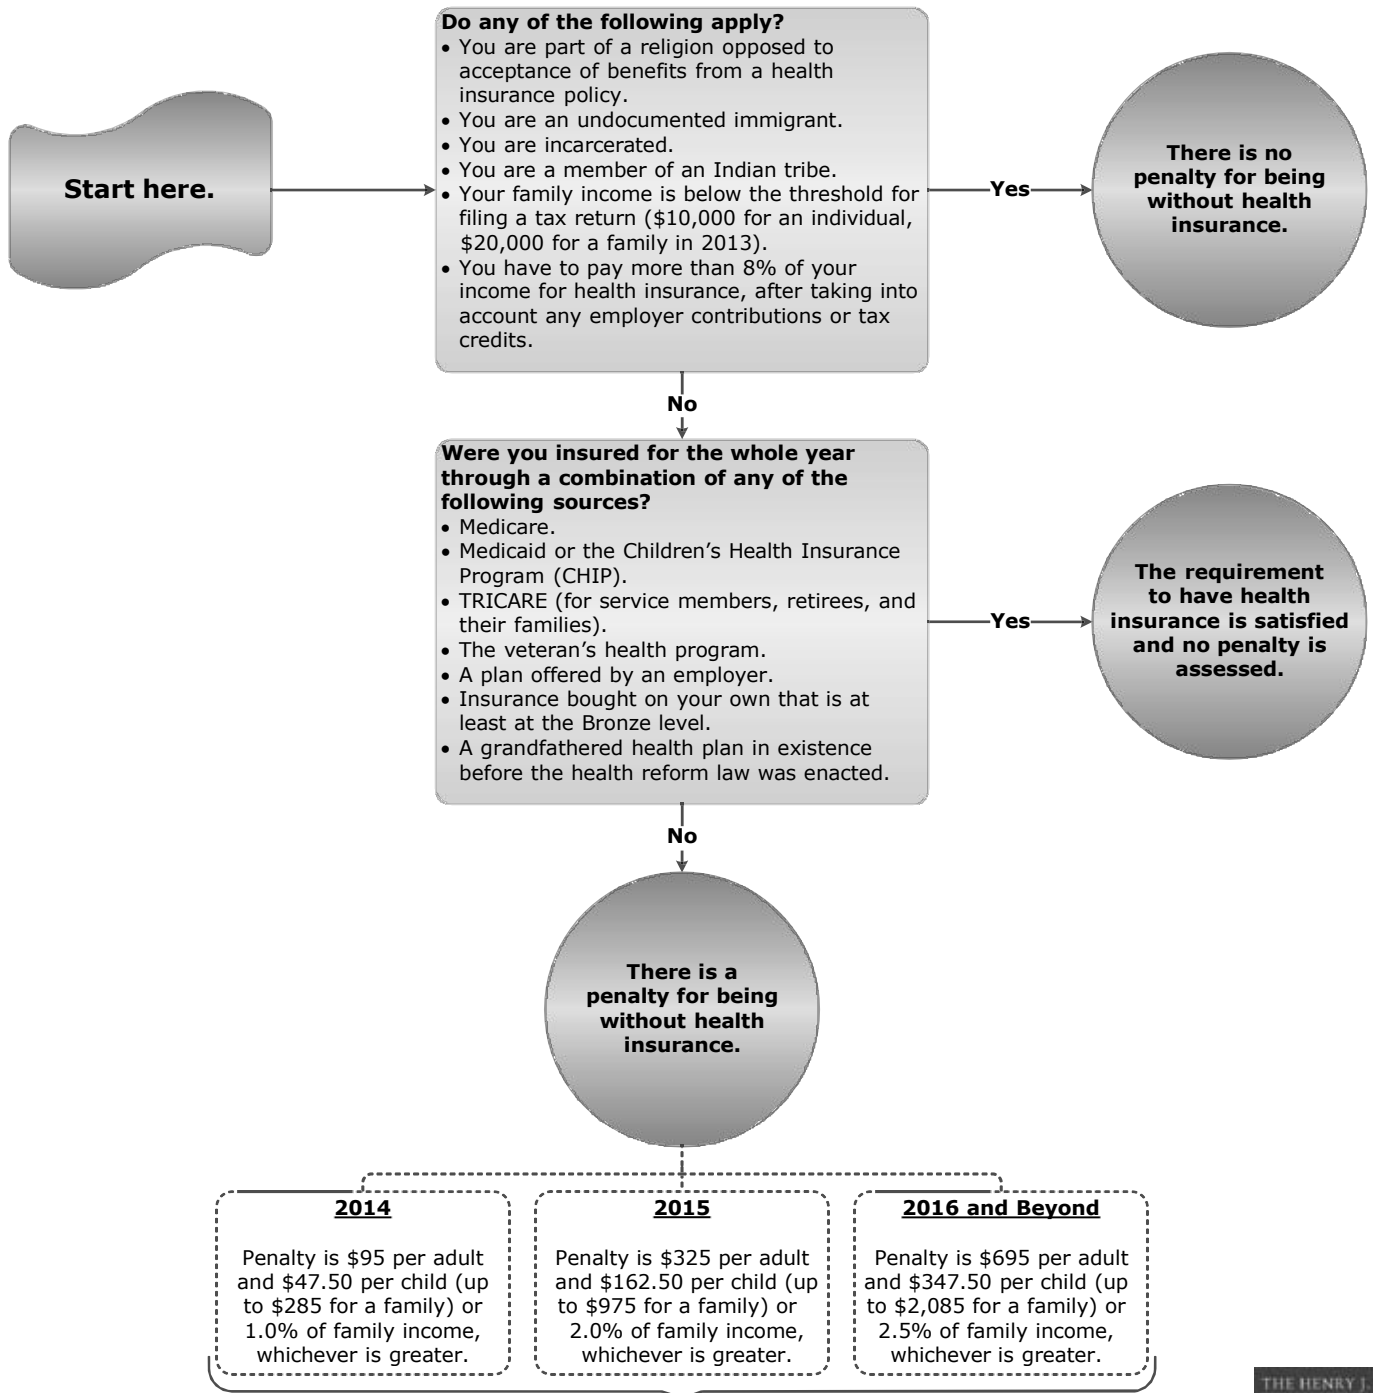 Start here.
Do any of the following apply?
• You are part of a religion opposed to
acceptance of benefits from a health
insurance policy.
• You are an undocumented immigrant.
• You are incarcerated.
• You are a member of an Indian tribe.
• Your family income is below the threshold for
filing a tax return ($10,000 for an individual,
$20,000 for a family in 2013).
• You have to pay more than 8% of your
income for health insurance, after taking into
account any employer contributions or tax
credits.
Yes
There is no
penalty for being
without health
insurance.
No
Were you insured for the whole year
through a combination of any of the
following sources?
• Medicare.
• Medicaid or the Children’s Health Insurance
Program (CHIP).
• TRICARE (for service members, retirees, and
their families).
• The veteran’s health program.
• A plan offered by an employer.
• Insurance bought on your own that is at
least at the Bronze level.
• A grandfathered health plan in existence
before the health reform law was enacted.
Yes
The requirement
to have health
insurance is satisfied
and no penalty is
assessed.
No
There is a
penalty for being
without health
insurance.
2014
Penalty is $95 per adult
and $47.50 per child (up
to $285 for a family) or
1.0% of family income,
whichever is greater.
2015
Penalty is $325 per adult
and $162.50 per child (up
to $975 for a family) or
2.0% of family income,
whichever is greater.
2016 and Beyond
Penalty is $695 per adult
and $347.50 per child (up
to $2,085 for a family) or
2.5% of family income,
whichever is greater.
THE HENRY J.